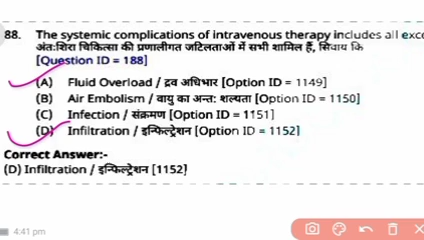 88. The systemic complications of intravenous therapy includes all exc
अंतःशिरा चिकित्सा की प्रणालीगत जटिलताओं में सभी शामिल हैं, सिवाय कि
[Question ID = 188]
(A) Fluid Overload / द्रव अधिभार [Option ID = 1149]
(B) Air Embolism / वायु का अन्त: शल्यता [Option ID = 1150]
(C) Infection / संक्रमण [Option ID = 1151]
(D) Infiltration / इन्फिल्ट्रेशन [Option ID = 1152]
Correct Answer:-
(D) Infiltration / इन्फिल्ट्रेशन [1152]
4:41 pm